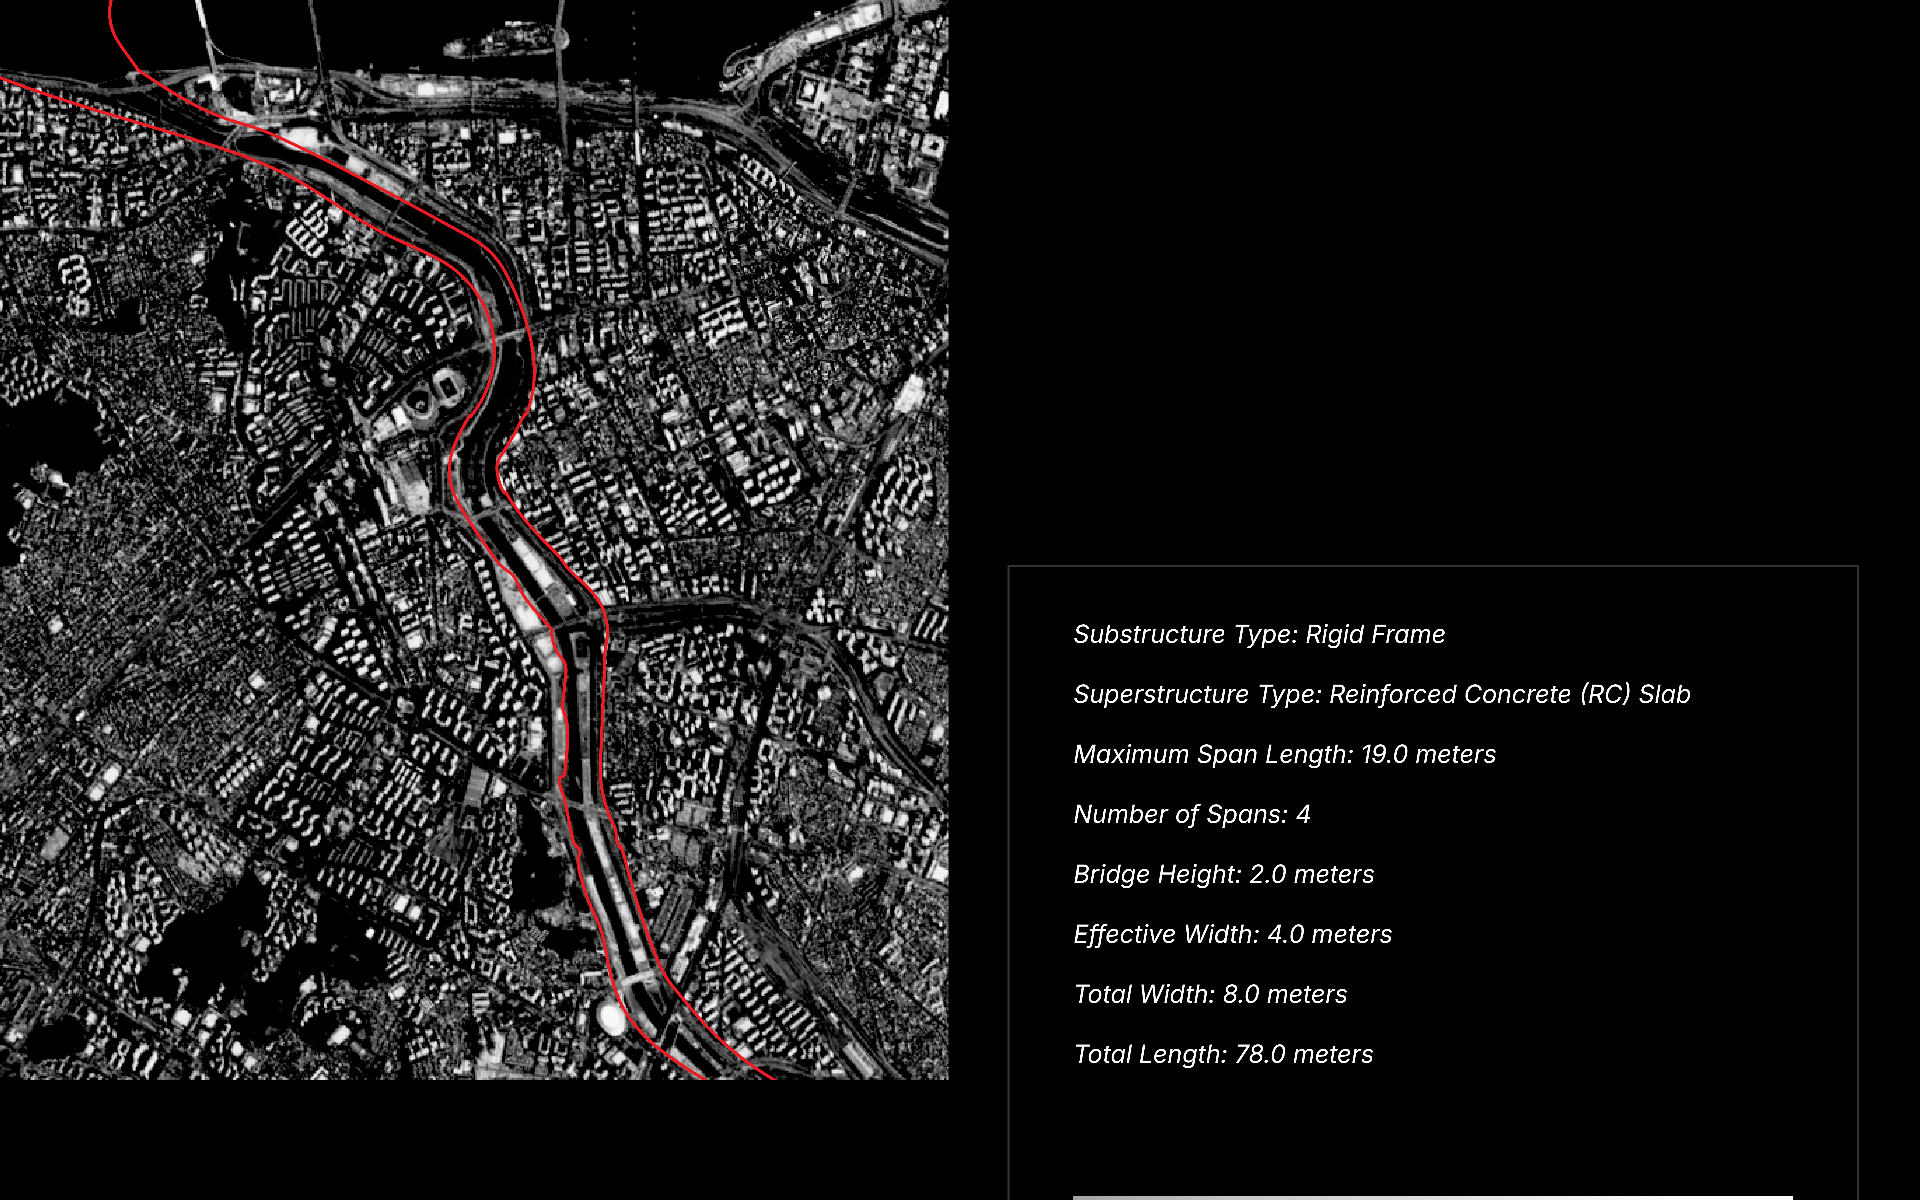 Substructure Type: Rigid Frame
Superstructure Type: Reinforced Concrete (RC) Slab
Maximum Span Length: 19.0 meters
Number of Spans: 4
Bridge Height: 2.0 meters
Effective Width: 4.0 meters
Total Width: 8.0 meters
Total Length: 78.0 meters